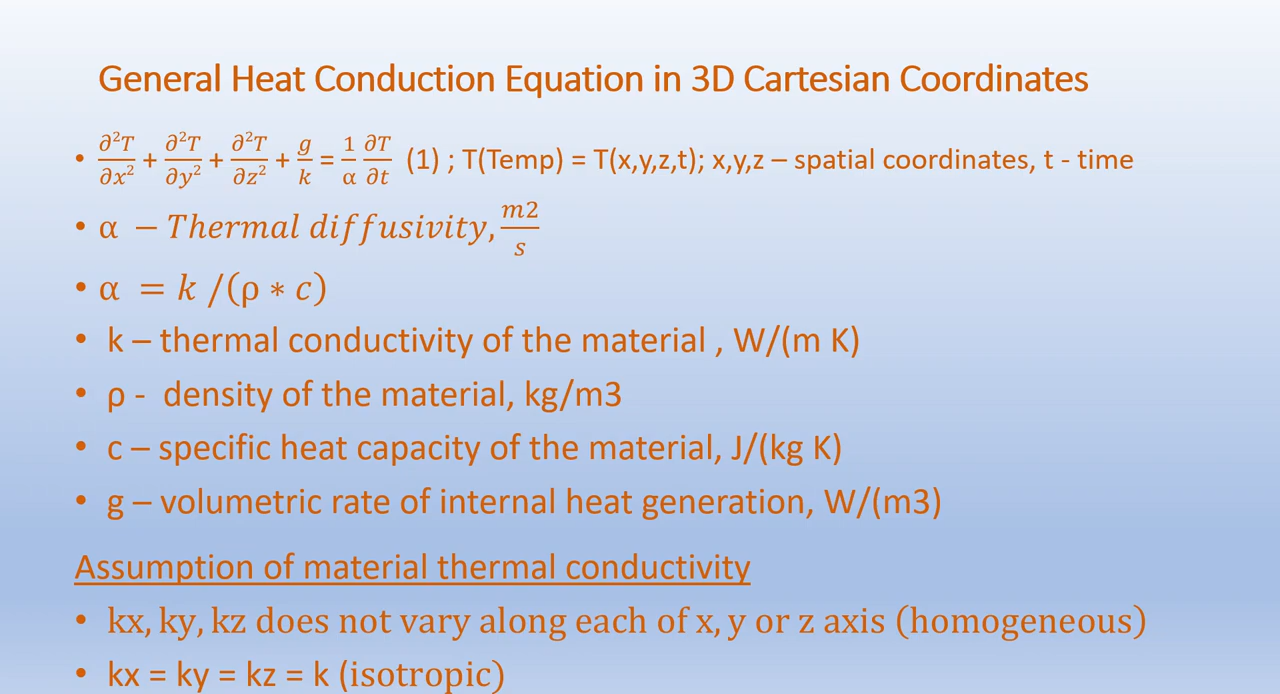 General Heat Conduction Equation in 3D Cartesian Coordinates
• ∂²T/∂x² + ∂²T/∂y² + ∂²T/∂z² + g/k = 1/α ∂T/∂t (1) ; T(Temp) = T(x,y,z,t); x,y,z – spatial coordinates, t - time
• α – Thermal diffusivity, m2/s
• α = k /(ρ ∗ c)
• k – thermal conductivity of the material , W/(m K)
• ρ - density of the material, kg/m3
• c – specific heat capacity of the material, J/(kg K)
• g – volumetric rate of internal heat generation, W/(m3)
Assumption of material thermal conductivity
• kx, ky, kz does not vary along each of x, y or z axis (homogeneous)
• kx = ky = kz = k (isotropic)